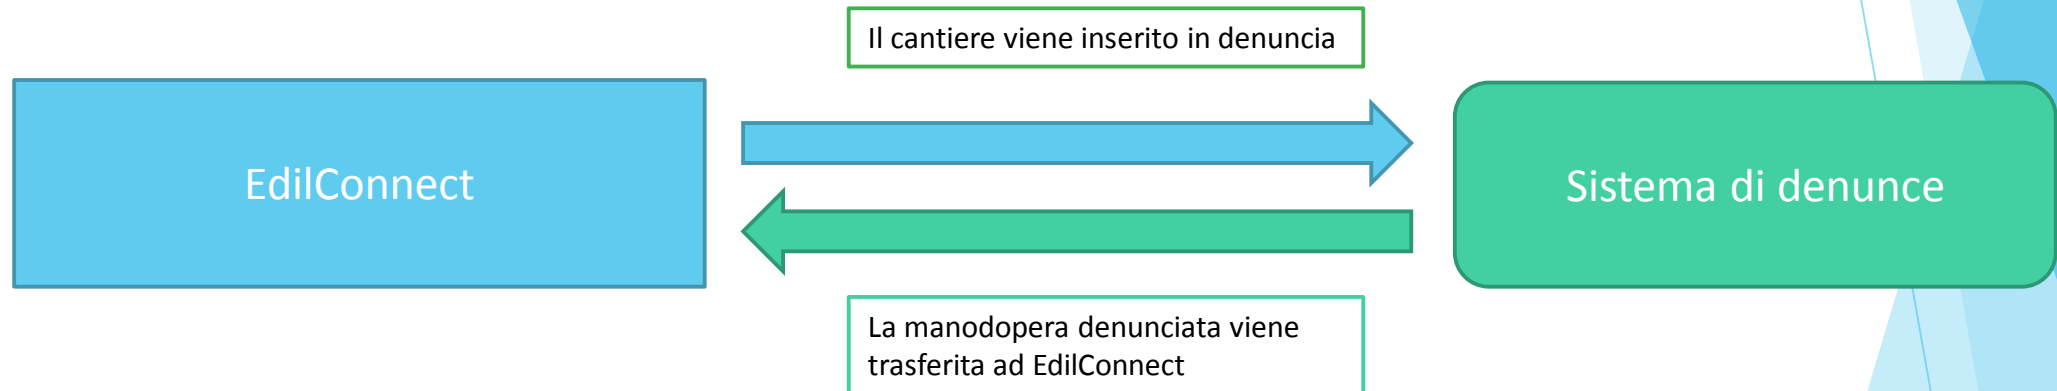 Il cantiere viene inserito in denuncia
EdilConnect
Sistema di denunce
La manodopera denunciata viene
trasferita ad EdilConnect